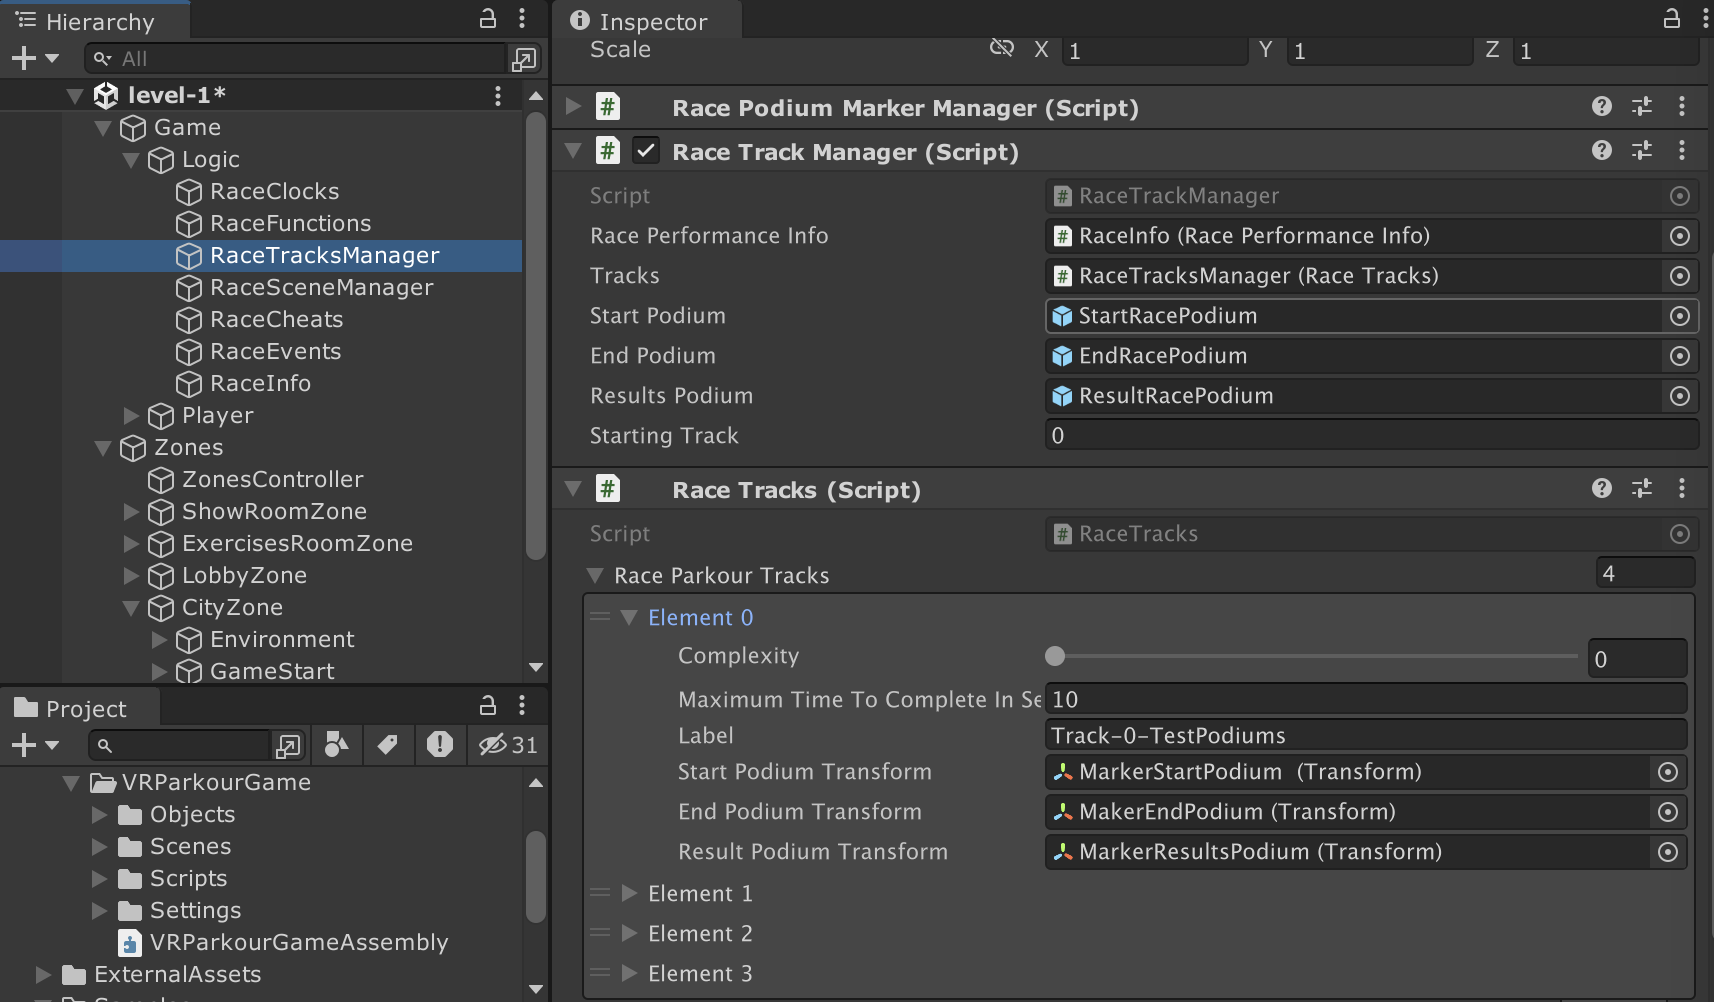 Hierarchy
All
level-1*
Game
Logic
RaceClocks
RaceFunctions
RaceTracksManager
RaceSceneManager
RaceCheats
RaceEvents
RaceInfo
Player
Zones
ZonesController
ShowRoomZone
ExercisesRoomZone
LobbyZone
CityZone
Environment
GameStart
Project
31
VRParkourGame
Objects
Scenes
Scripts
Settings
VRParkourGameAssembly
ExternalAssets
Inspector
Scale X 1 Y 1 Z 1
# Race Podium Marker Manager (Script)
# Race Track Manager (Script)
Script # RaceTrackManager
Race Performance Info # RaceInfo (Race Performance Info)
Tracks # RaceTracksManager (Race Tracks)
Start Podium StartRacePodium
End Podium EndRacePodium
Results Podium ResultRacePodium
Starting Track 0
# Race Tracks (Script)
Script # RaceTracks
Race Parkour Tracks 4
Element 0
Complexity 0
Maximum Time To Complete In Se 10
Label Track-0-TestPodiums
Start Podium Transform MarkerStartPodium (Transform)
End Podium Transform MakerEndPodium (Transform)
Result Podium Transform MarkerResultsPodium (Transform)
Element 1
Element 2
Element 3